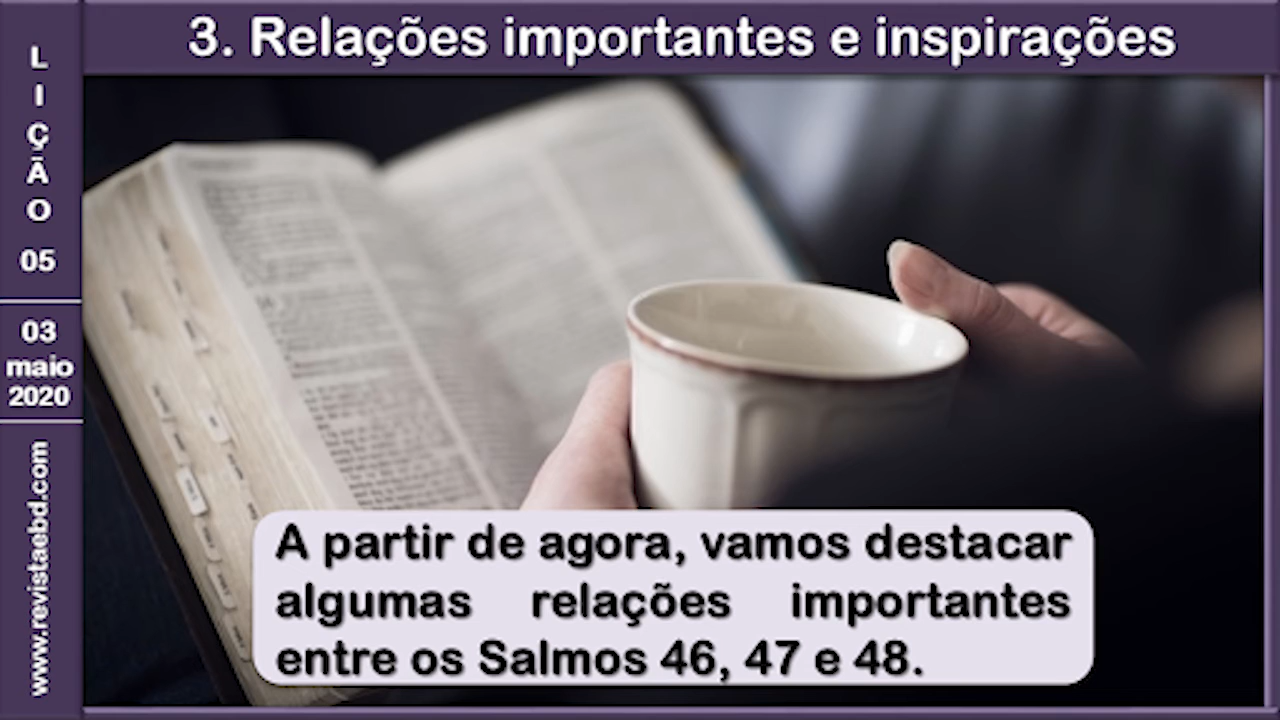 3. Relações importantes e inspirações
LIÇÃO
05
03
maio
2020
www.revistaebd.com
A partir de agora, vamos destacar
algumas relações importantes
entre os Salmos 46, 47 e 48.